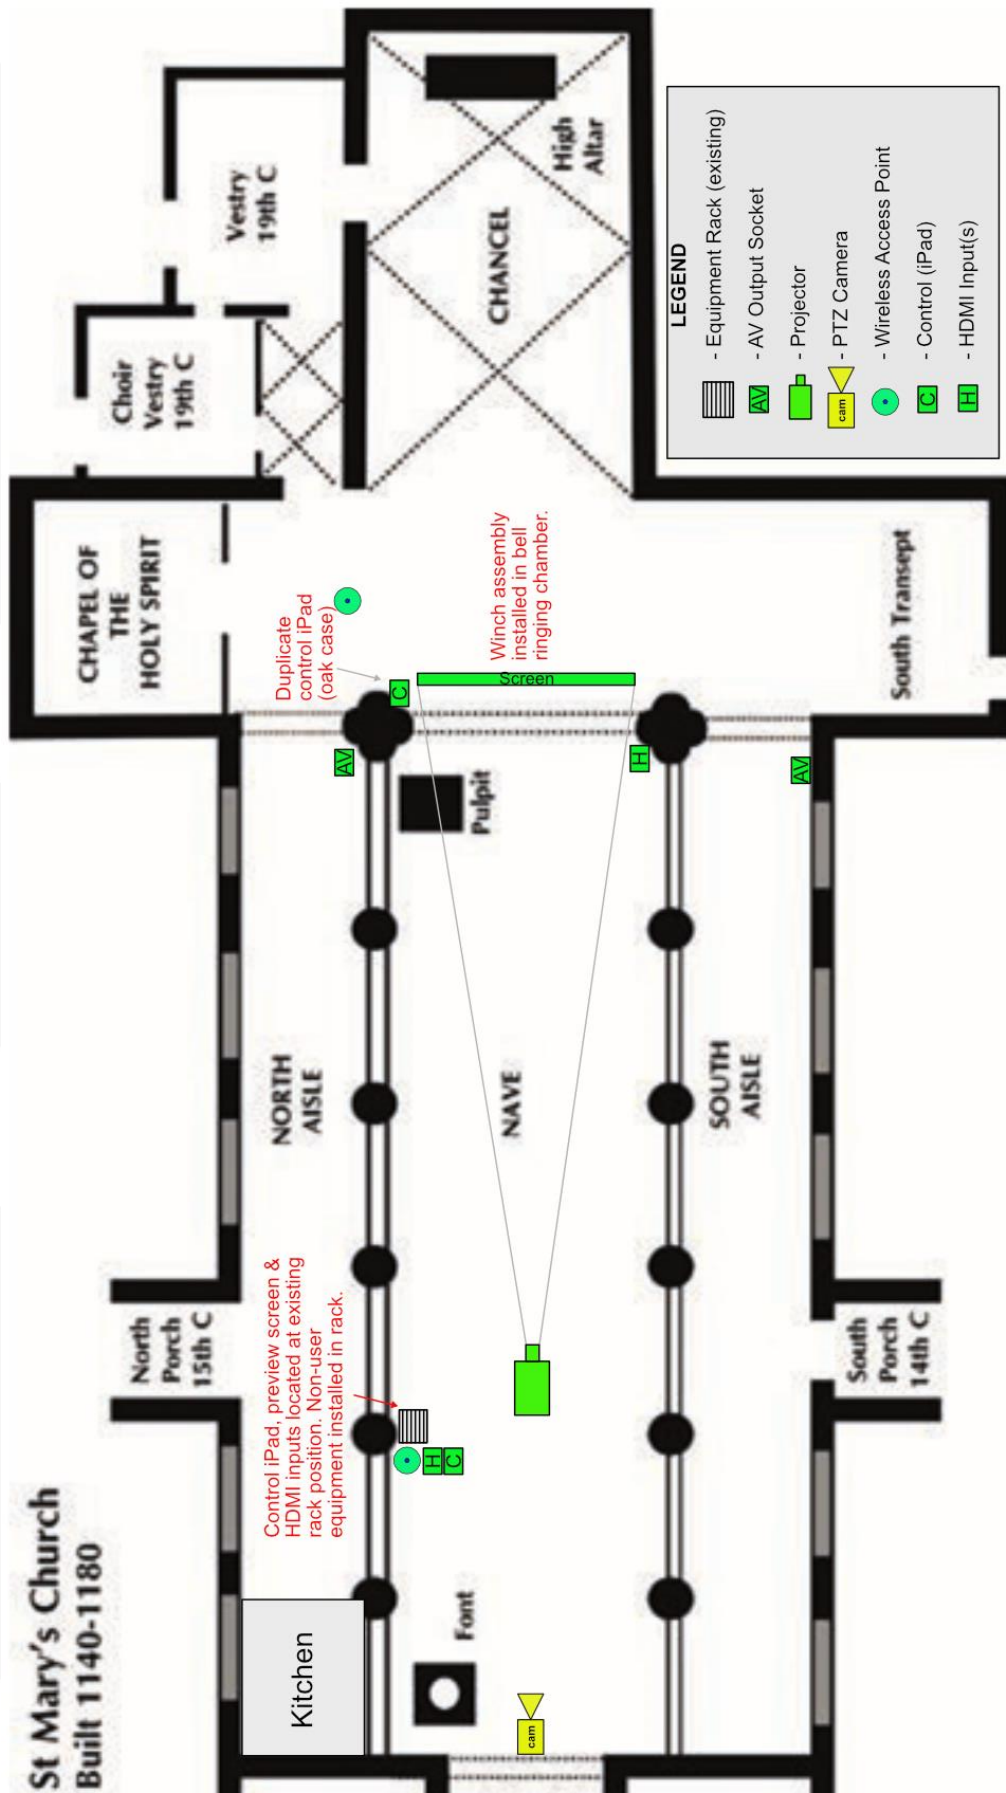 St Mary's Church
Built 1140-1180
Kitchen
Font
cam
Control iPad, preview screen &
HDMI inputs located at existing
rack position. Non-user
equipment installed in rack.
H
C
North
Porch
15th C
South
Porch
14th C
NORTH
AISLE
NAVE
SOUTH
AISLE
Pulpit
AV
H
AV
C
Duplicate
control iPad
(oak case)
Screen
Winch assembly
installed in bell
ringing chamber.
CHAPEL OF
THE
HOLY SPIRIT
South Transept
Choir
Vestry
19th C
Vestry
19th C
CHANCEL
High
Altar
LEGEND
- Equipment Rack (existing)
AV - AV Output Socket
- Projector
cam - PTZ Camera
- Wireless Access Point
C - Control (iPad)
H - HDMI Input(s)